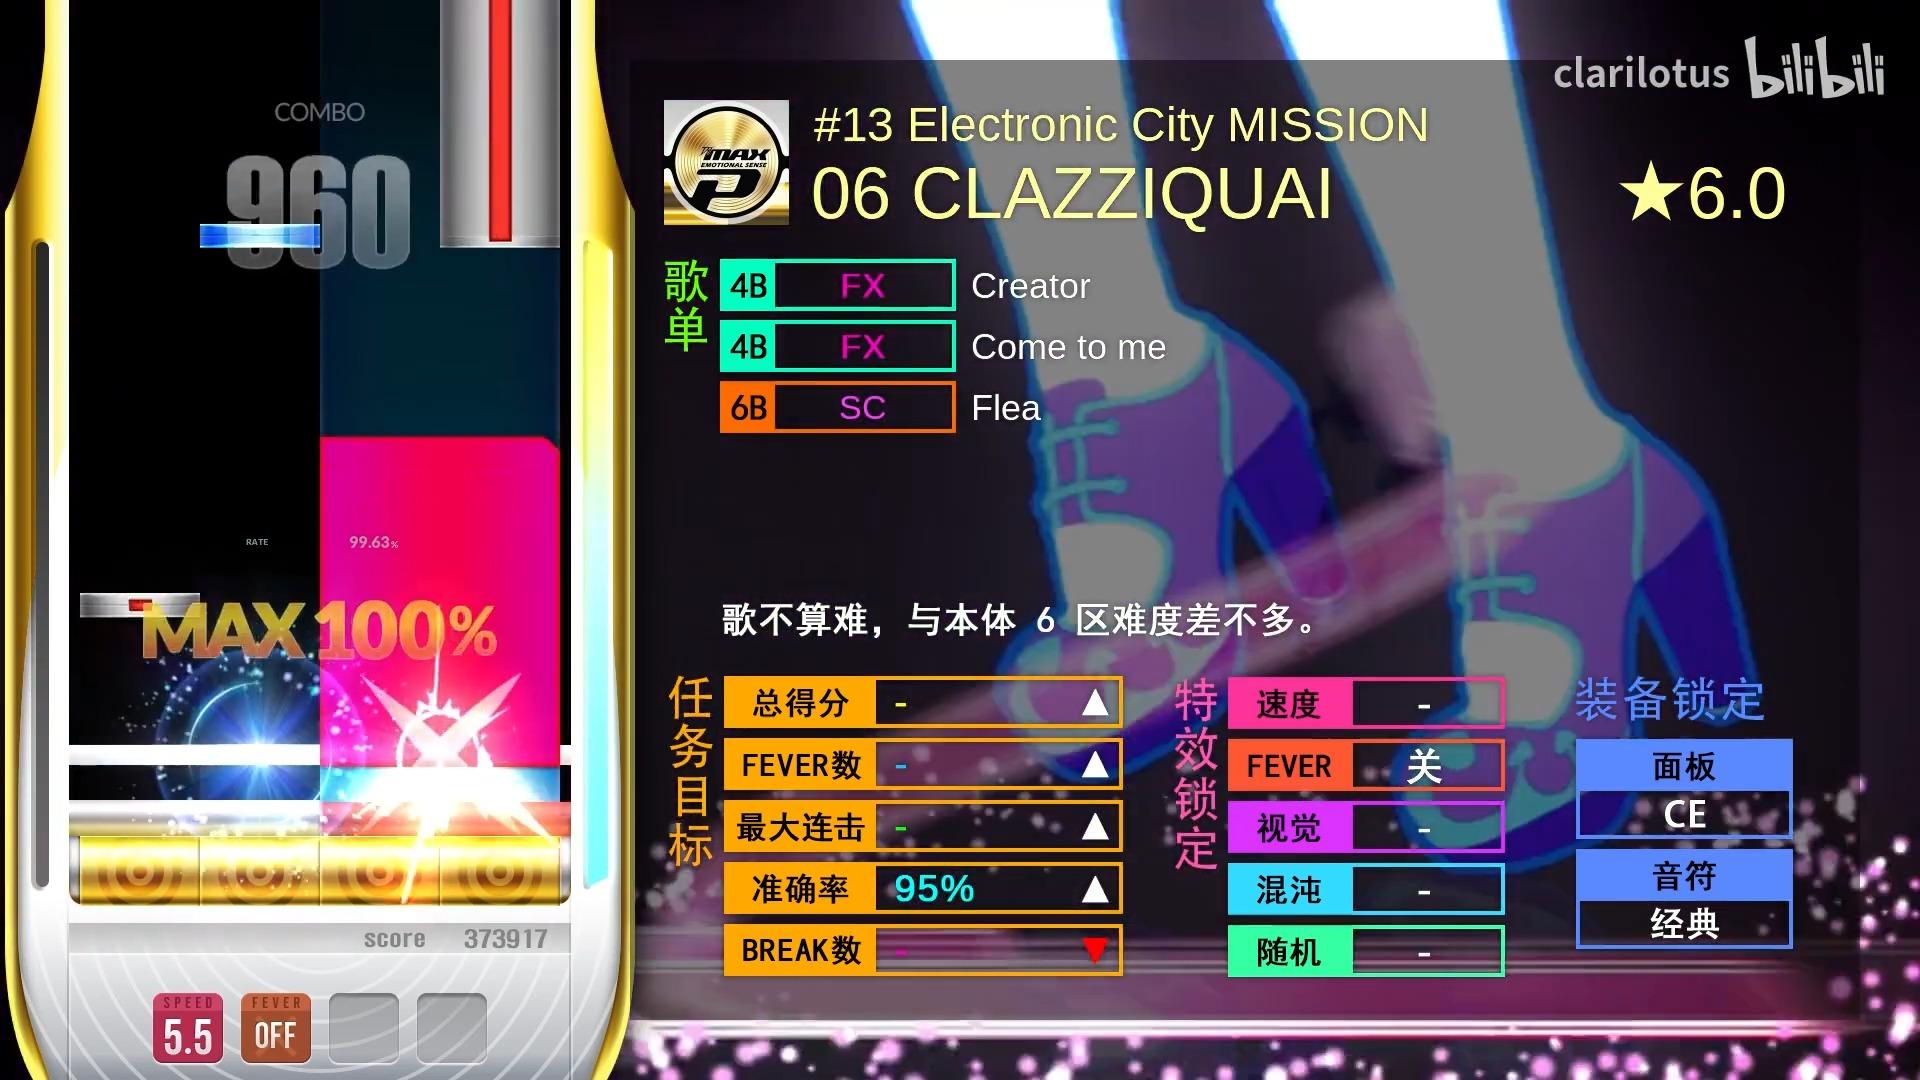 clarilotus bilibili
COMBO
960
RATE 99.63%
MAX 100%
score 373917
SPEED
5.5
FEVER
OFF
MAX
EMOTIONAL SENSE
#13 Electronic City MISSION
06 CLAZZIQUAI
★6.0
歌单
4B FX Creator
4B FX Come to me
6B SC Flea
歌不算难，与本体 6 区难度差不多。
任务目标
总得分 - ▲
FEVER数 - ▲
最大连击 - ▲
准确率 95% ▲
BREAK数 - ▼
特效锁定
速度 -
FEVER 关
视觉 -
混沌 -
随机 -
装备锁定
面板
CE
音符
经典